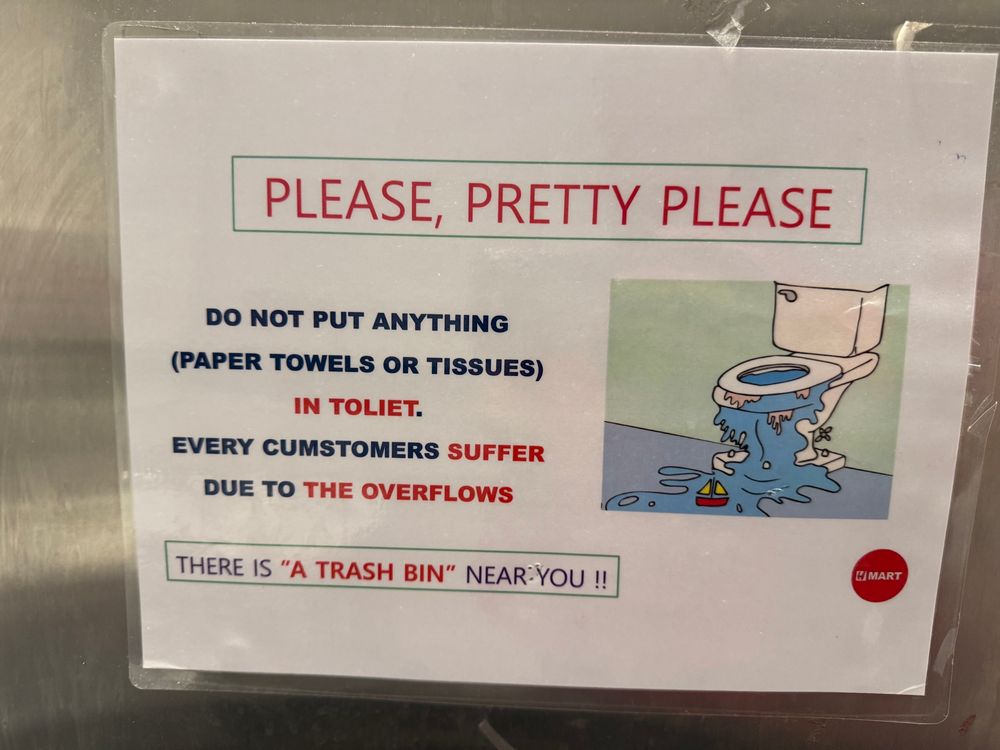 PLEASE, PRETTY PLEASE
DO NOT PUT ANYTHING
(PAPER TOWELS OR TISSUES)
IN TOLIET.
EVERY CUMSTOMERS SUFFER
DUE TO THE OVERFLOWS
THERE IS "A TRASH BIN" NEAR YOU !!
H MART